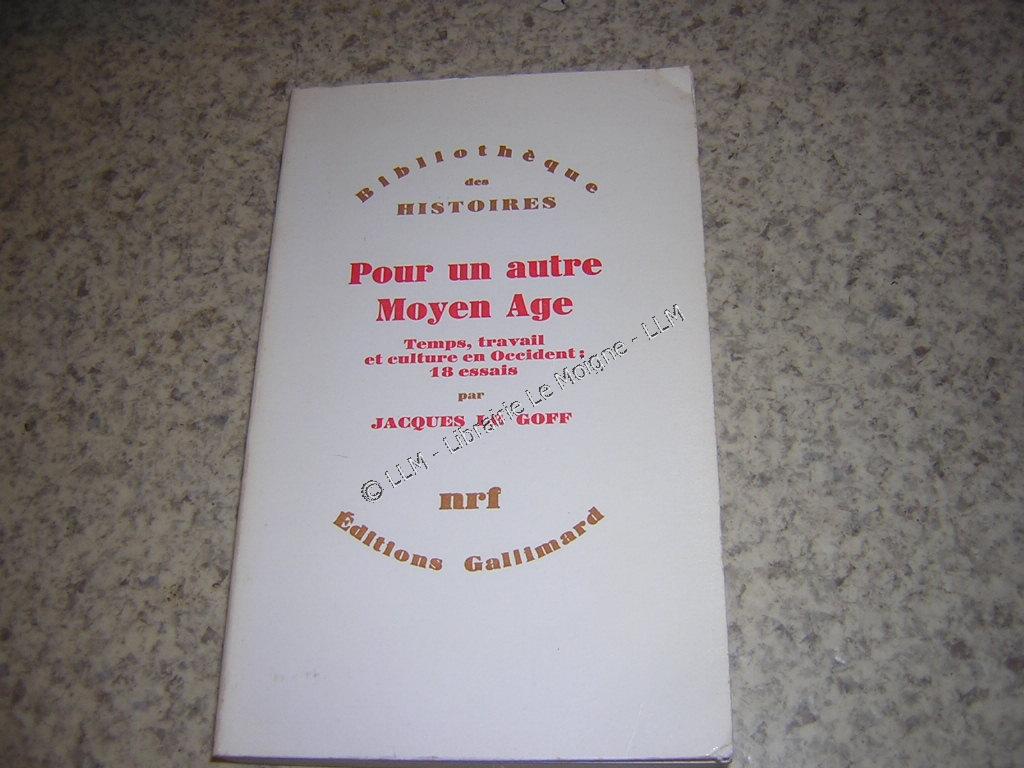 Bibliothèque
des
HISTOIRES
Pour un autre
Moyen Age
Temps, travail
et culture en Occident :
18 essais
par
JACQUES LE GOFF
© LLM - Librairie Le Moigne - LLM
nrf
Éditions Gallimard